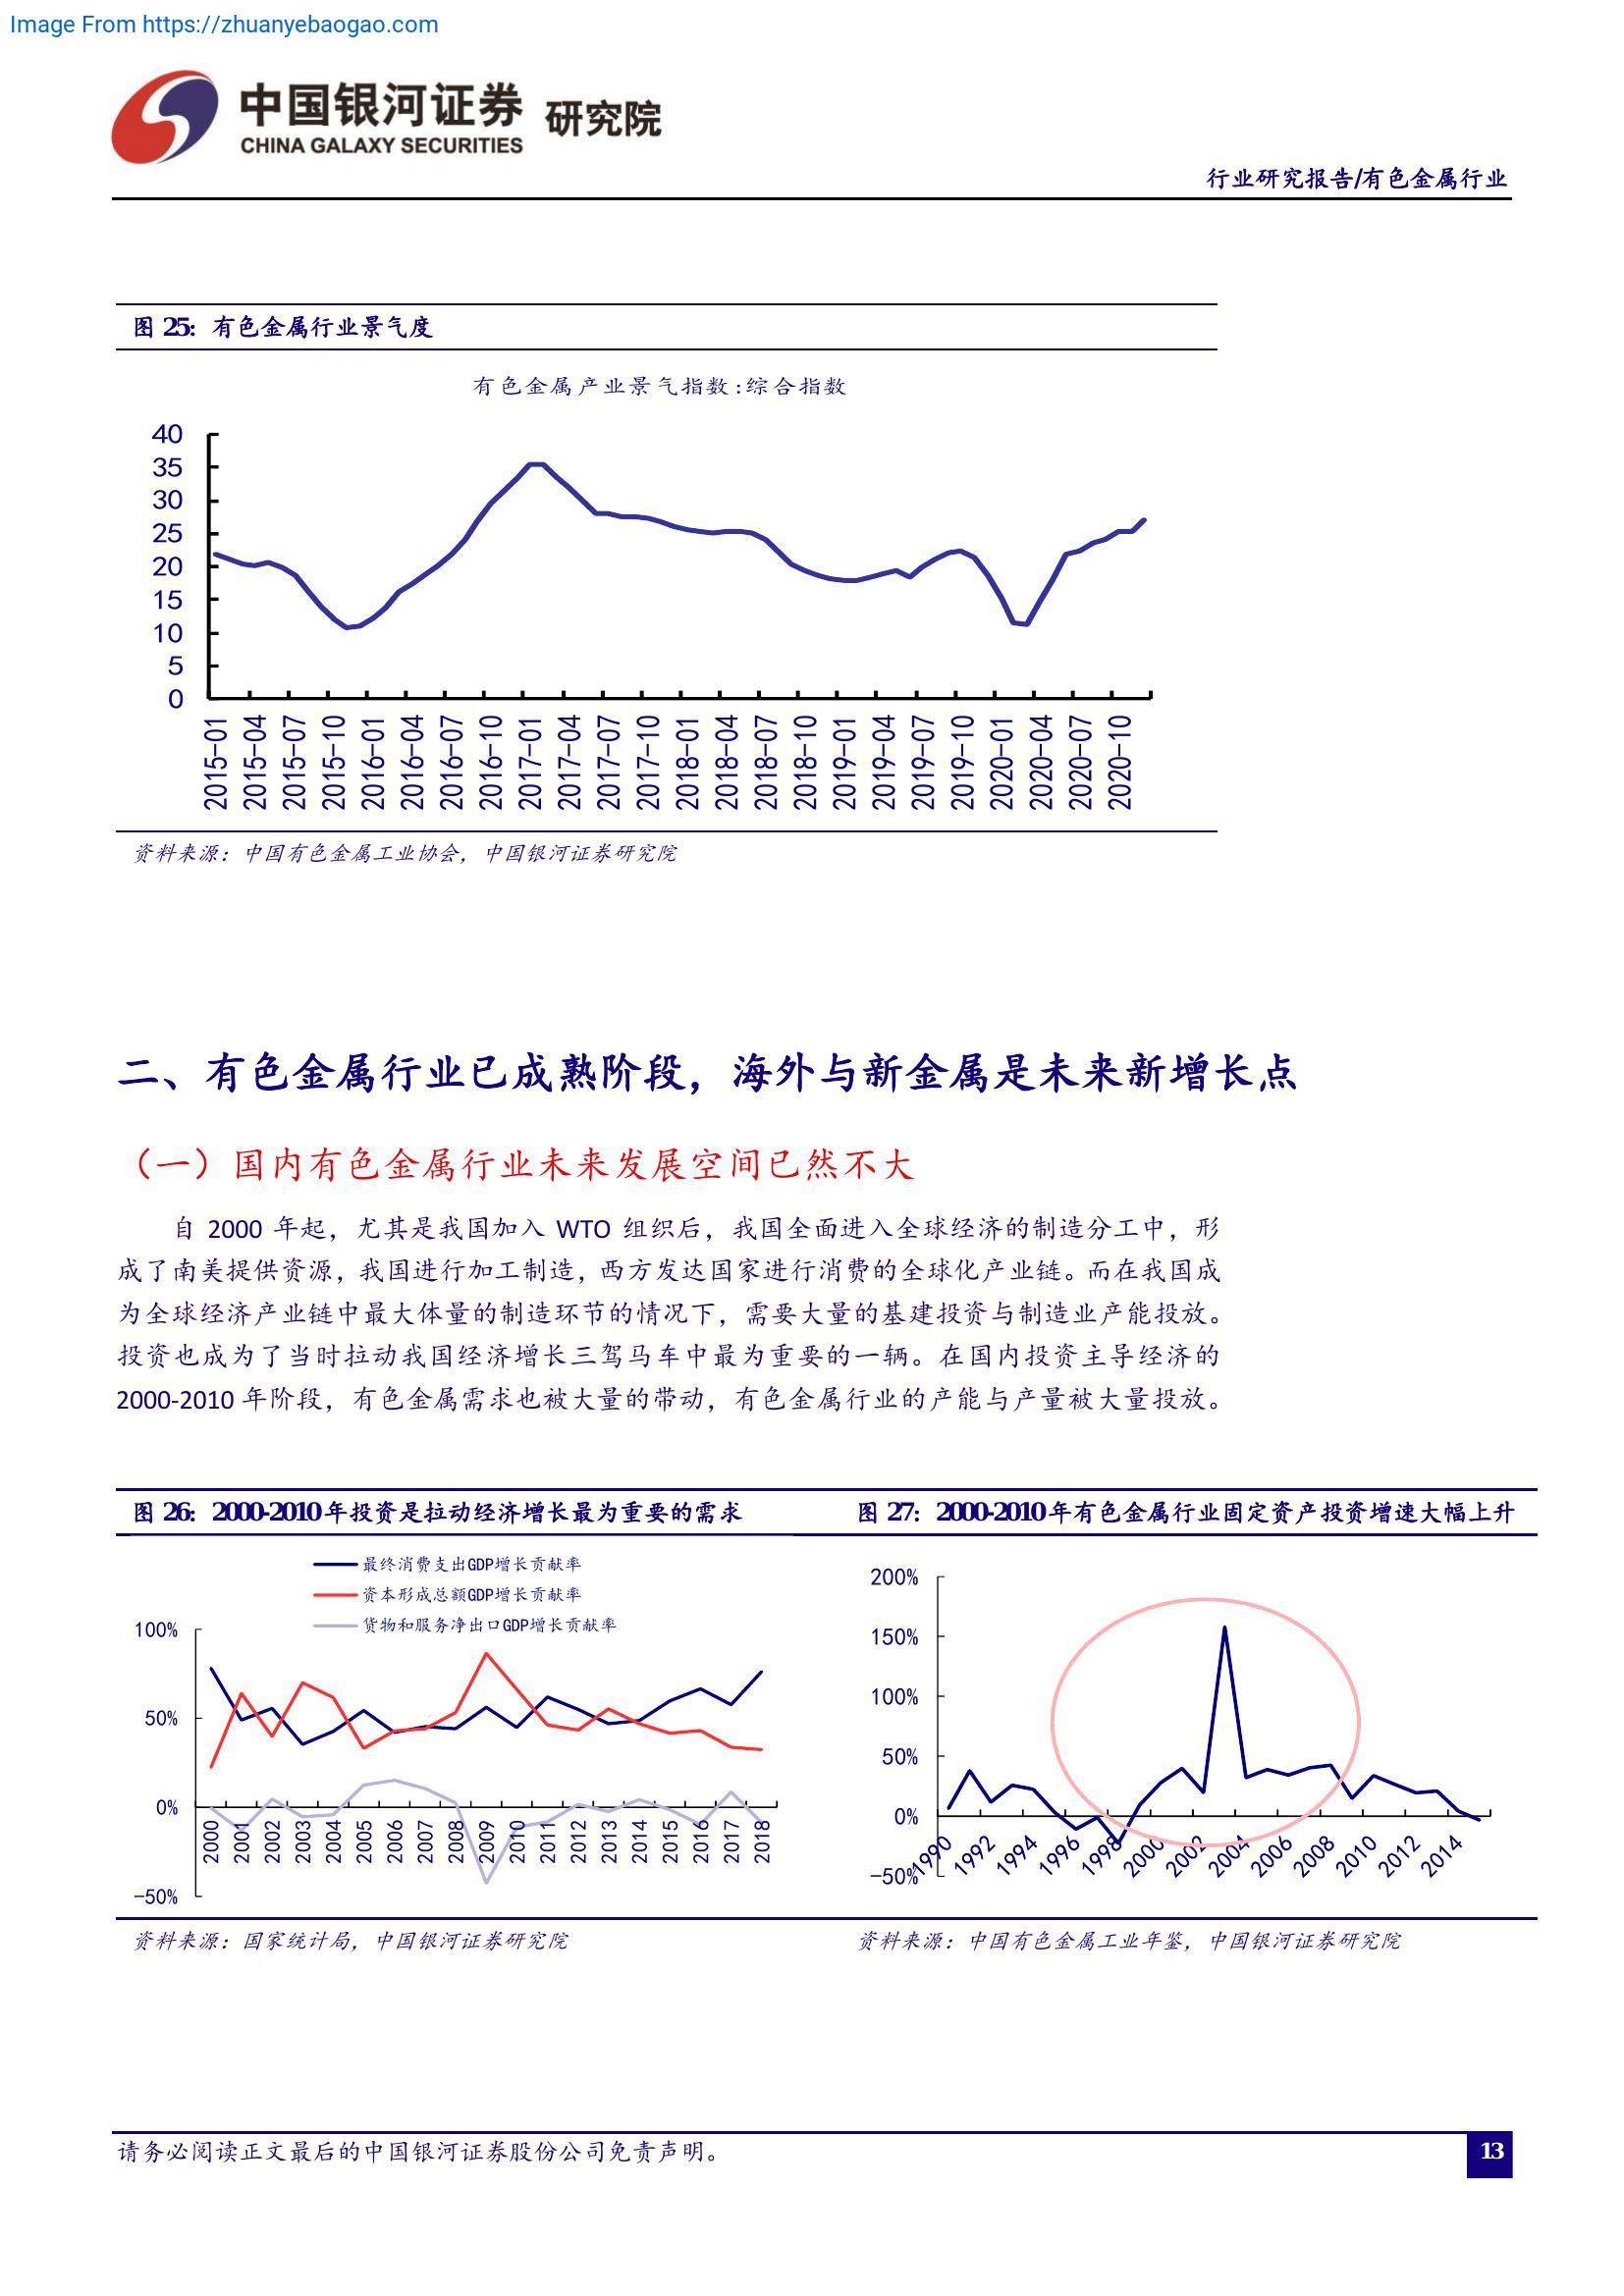 Image From https://zhuanyebaogao.com
中国银河证券 研究院
CHINA GALAXY SECURITIES
行业研究报告/有色金属行业
图 25: 有色金属行业景气度
有色金属产业景气指数:综合指数
40
35
30
25
20
15
10
5
0
2015-01 2015-04 2015-07 2015-10 2016-01 2016-04 2016-07 2016-10 2017-01 2017-04 2017-07 2017-10 2018-01 2018-04 2018-07 2018-10 2019-01 2019-04 2019-07 2019-10 2020-01 2020-04 2020-07 2020-10
资料来源：中国有色金属工业协会，中国银河证券研究院
二、有色金属行业已成熟阶段，海外与新金属是未来新增长点
（一）国内有色金属行业未来发展空间已然不大
自 2000 年起，尤其是我国加入 WTO 组织后，我国全面进入全球经济的制造分工中，形
成了南美提供资源，我国进行加工制造，西方发达国家进行消费的全球化产业链。而在我国成
为全球经济产业链中最大体量的制造环节的情况下，需要大量的基建投资与制造业产能投放。
投资也成为了当时拉动我国经济增长三驾马车中最为重要的一辆。在国内投资主导经济的
2000-2010 年阶段，有色金属需求也被大量的带动，有色金属行业的产能与产量被大量投放。
图 26: 2000-2010年投资是拉动经济增长最为重要的需求
最终消费支出GDP增长贡献率
资本形成总额GDP增长贡献率
货物和服务净出口GDP增长贡献率
100%
50%
0%
-50%
2000 2001 2002 2003 2004 2005 2006 2007 2008 2009 2010 2011 2012 2013 2014 2015 2016 2017 2018
资料来源：国家统计局，中国银河证券研究院
图 27: 2000-2010年有色金属行业固定资产投资增速大幅上升
200%
150%
100%
50%
0%
-50%
1990 1992 1994 1996 1998 2000 2002 2004 2006 2008 2010 2012 2014
资料来源：中国有色金属工业年鉴，中国银河证券研究院
请务必阅读正文最后的中国银河证券股份公司免责声明。
13